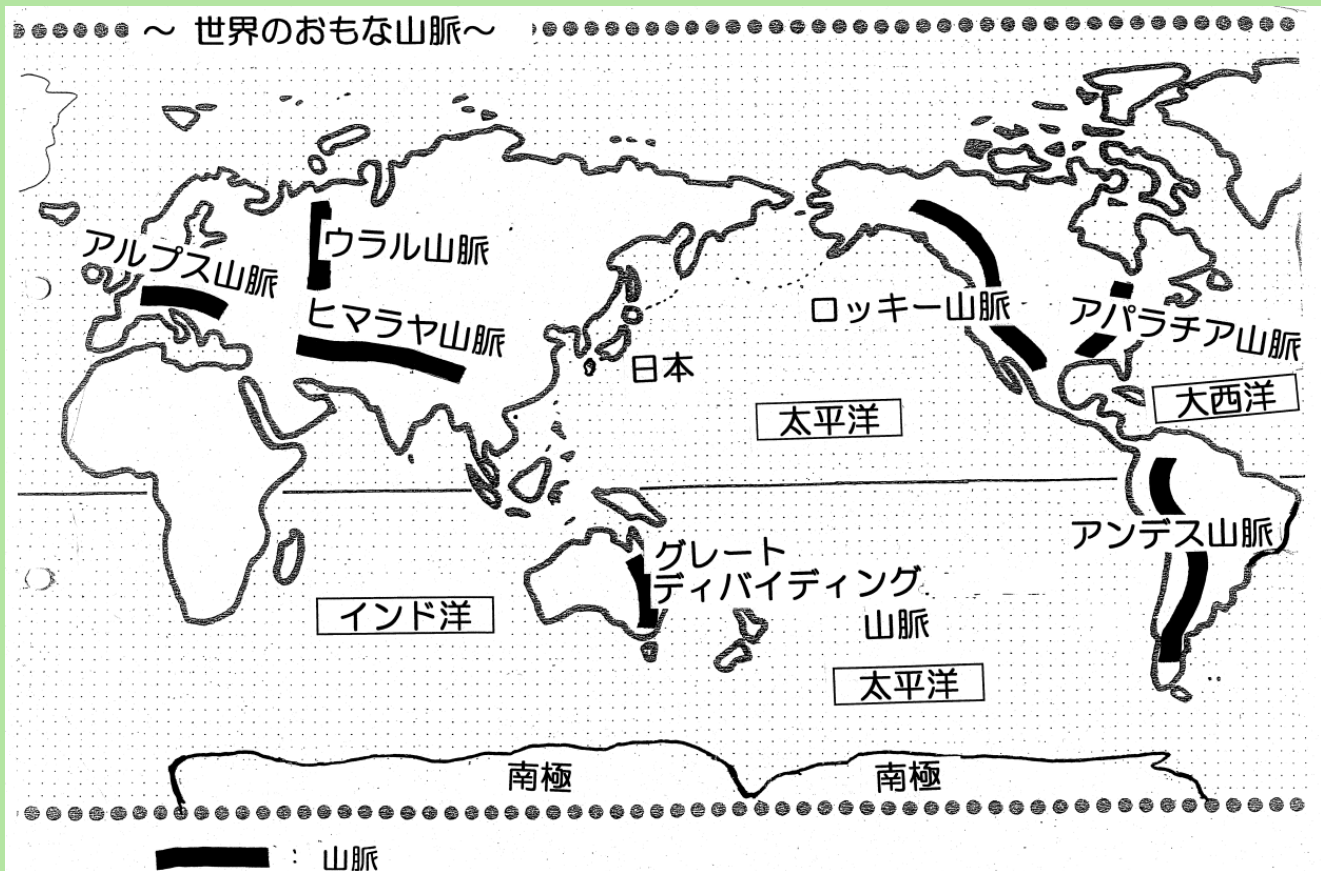 ～ 世界のおもな山脈～
アルプス山脈
ウラル山脈
ヒマラヤ山脈
ロッキー山脈
アパラチア山脈
日本
大西洋
太平洋
アンデス山脈
グレート
ディバイディング
山脈
インド洋
太平洋
南極
南極
： 山脈